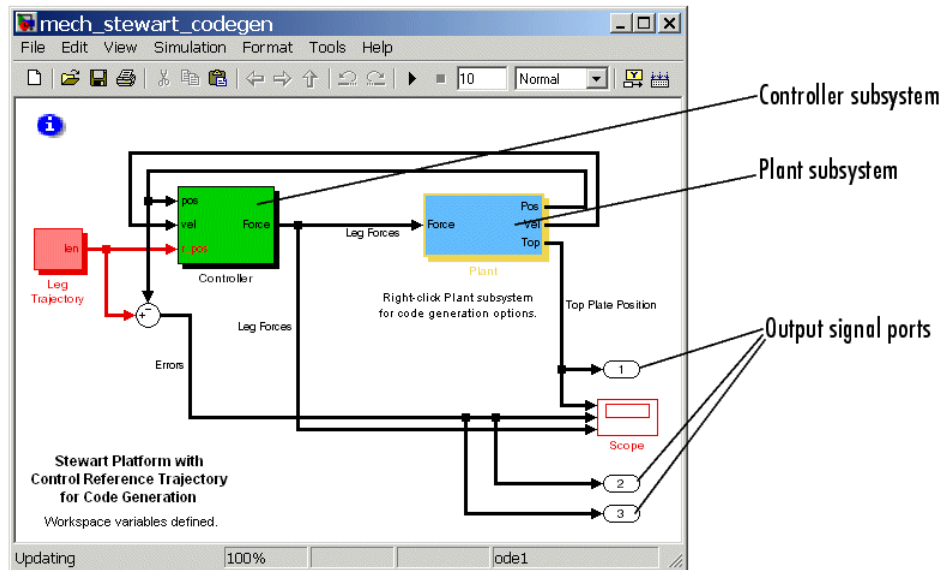 mech_stewart_codegen
File Edit View Simulation Format Tools Help
10 Normal
Controller subsystem
Plant subsystem
pos
vel
r pos
Force
Controller
Leg Forces
Force
Pos
Vel
Top
Plant
len
Leg
Trajectory
Right-click Plant subsystem
for code generation options.
Top Plate Position
Leg Forces
Errors
Output signal ports
1
Scope
2
3
Stewart Platform with
Control Reference Trajectory
for Code Generation
Workspace variables defined.
Updating 100% ode1